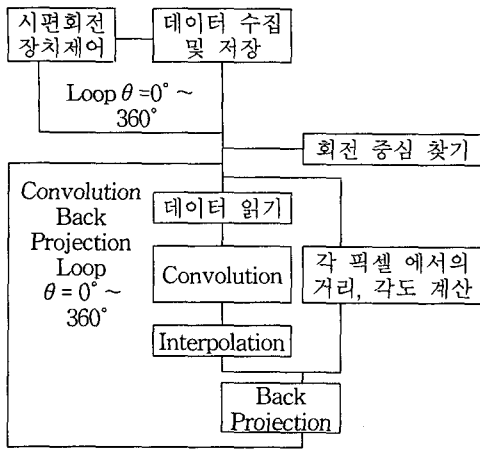 시편회전
장치제어
데이터 수집
및 저장
Loop θ=0° ~
360°
회전 중심 찾기
Convolution
Back
Projection
Loop
θ = 0° ~
360°
데이터 읽기
Convolution
Interpolation
각 픽셀 에서의
거리, 각도 계산
Back
Projection